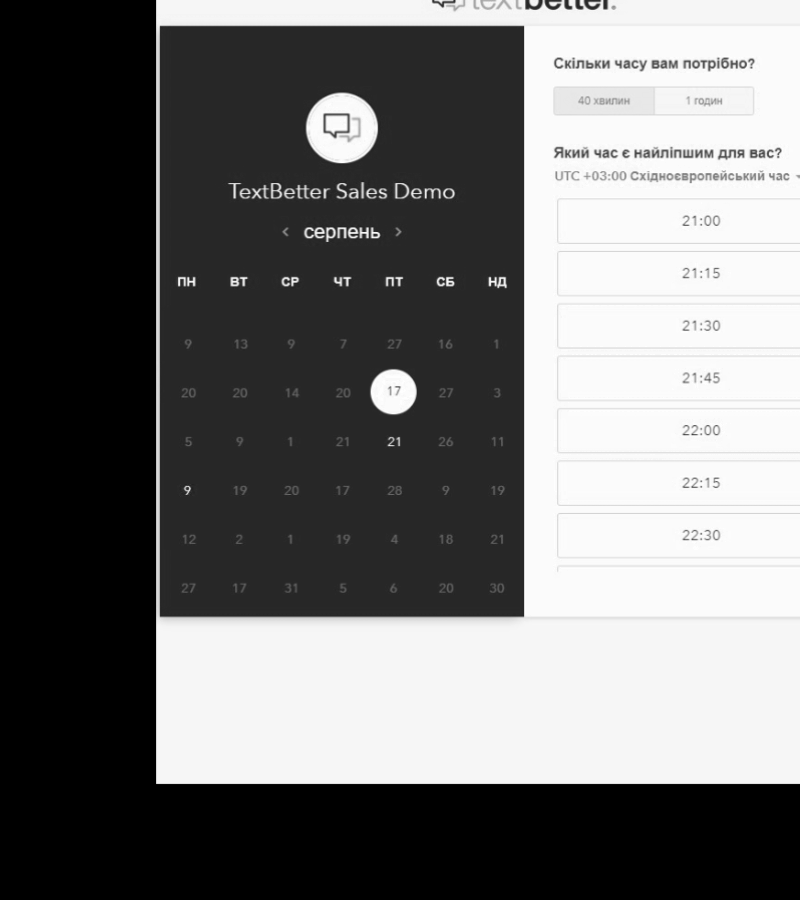 textbetter.
TextBetter Sales Demo
‹ серпень ›
ПН ВТ СР ЧТ ПТ СБ НД
9 13 9 7 27 16 1
20 20 14 20 17 27 3
5 9 1 21 21 26 11
9 19 20 17 28 9 19
12 2 1 19 4 18 21
27 17 31 5 6 20 30
Скільки часу вам потрібно?
40 хвилин 1 годин
Який час є найліпшим для вас?
UTC +03:00 Східноєвропейський час
21:00
21:15
21:30
21:45
22:00
22:15
22:30